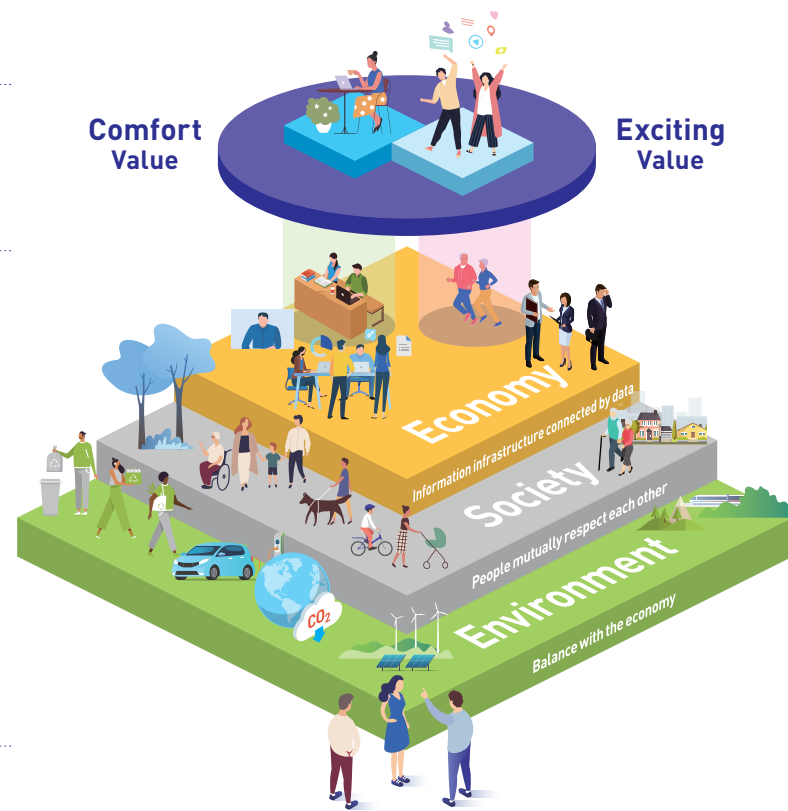 Comfort
Value
Exciting
Value
Economy
Information infrastructure connected by data
Society
People mutually respect each other
Environment
Balance with the economy
CO₂